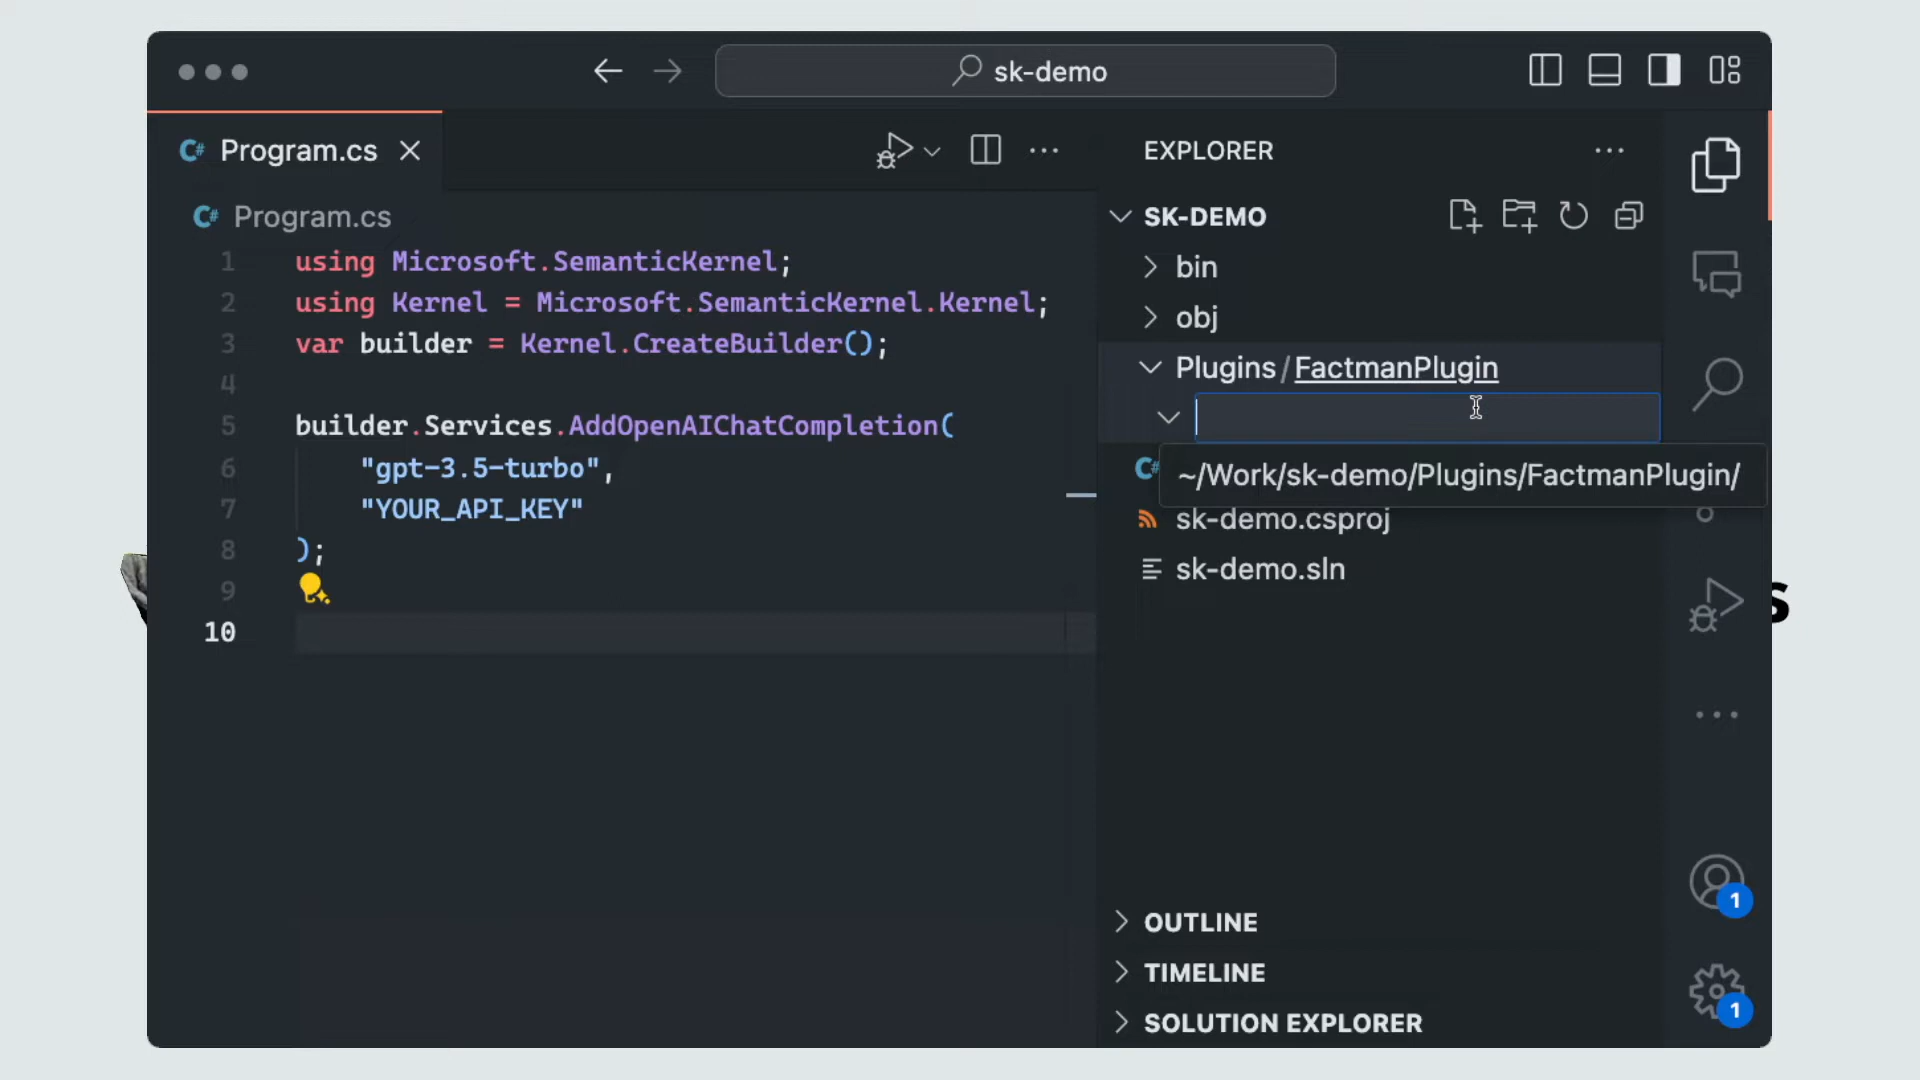 sk-demo
C# Program.cs
C# Program.cs
1 using Microsoft.SemanticKernel;
2 using Kernel = Microsoft.SemanticKernel.Kernel;
3 var builder = Kernel.CreateBuilder();
4
5 builder.Services.AddOpenAIChatCompletion(
6 "gpt-3.5-turbo",
7 "YOUR_API_KEY"
8 );
9
10
EXPLORER
SK-DEMO
bin
obj
Plugins / FactmanPlugin
C#
~/Work/sk-demo/Plugins/FactmanPlugin/
sk-demo.csproj
sk-demo.sln
OUTLINE
TIMELINE
SOLUTION EXPLORER
1
1
s